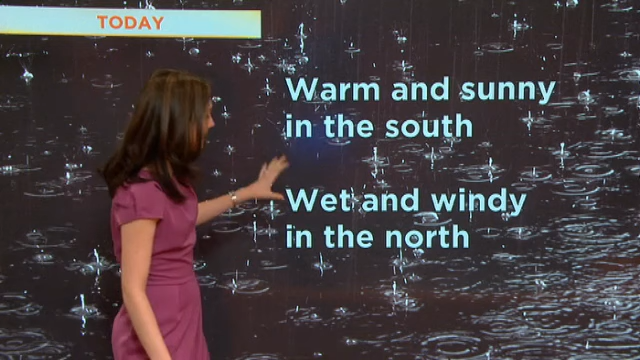 TODAY
Warm and sunny
in the south
Wet and windy
in the north